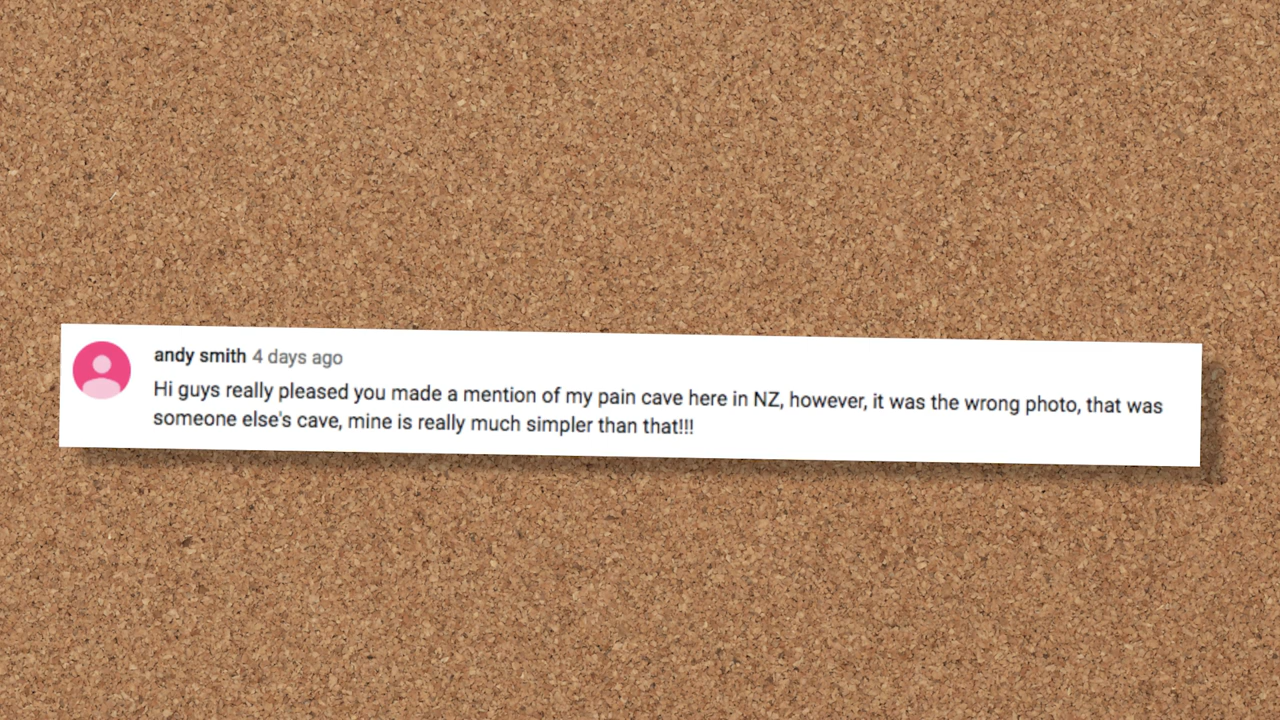 andy smith 4 days ago
Hi guys really pleased you made a mention of my pain cave here in NZ, however, it was the wrong photo, that was
someone else's cave, mine is really much simpler than that!!!